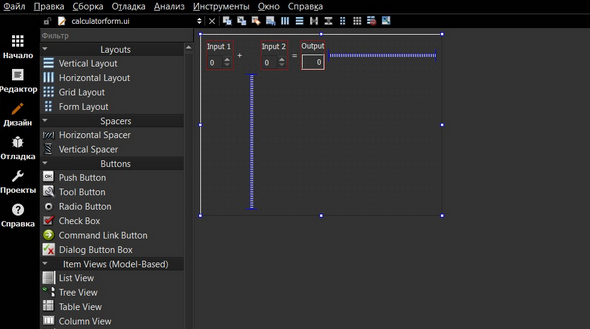 Файл Правка Сборка Отладка Анализ Инструменты Окно Справка
calculatorform.ui
Фильтр
Начало
Редактор
Дизайн
Отладка
Проекты
Справка
Layouts
Vertical Layout
Horizontal Layout
Grid Layout
Form Layout
Spacers
Horizontal Spacer
Vertical Spacer
Buttons
Push Button
Tool Button
Radio Button
Check Box
Command Link Button
Dialog Button Box
Item Views (Model-Based)
List View
Tree View
Table View
Column View
Input 1 Input 2 Output
0 + 0 = 0